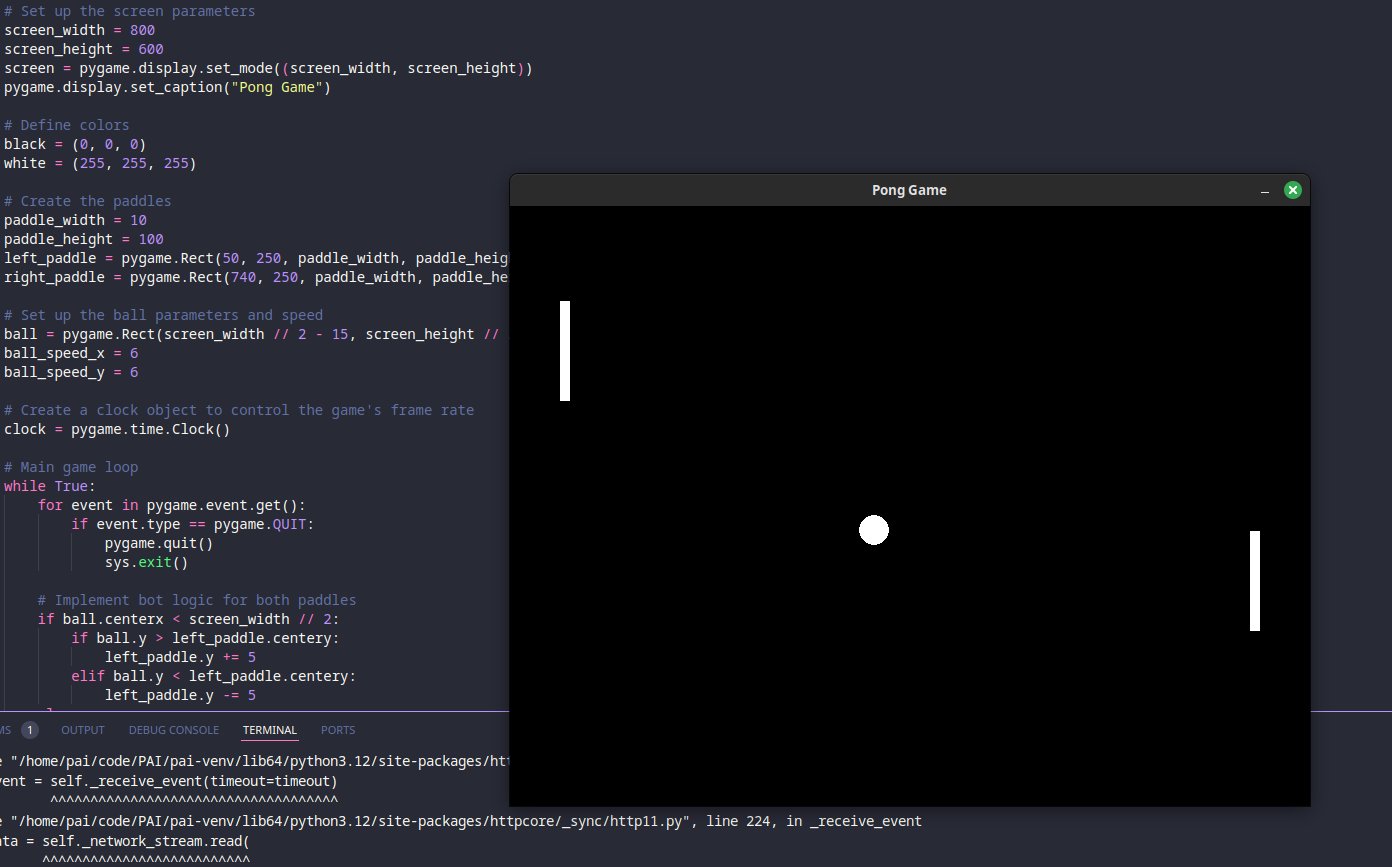 # Set up the screen parameters
screen_width = 800
screen_height = 600
screen = pygame.display.set_mode((screen_width, screen_height))
pygame.display.set_caption("Pong Game")
# Define colors
black = (0, 0, 0)
white = (255, 255, 255)
# Create the paddles
paddle_width = 10
paddle_height = 100
left_paddle = pygame.Rect(50, 250, paddle_width, paddle_heig
right_paddle = pygame.Rect(740, 250, paddle_width, paddle_he
# Set up the ball parameters and speed
ball = pygame.Rect(screen_width // 2 - 15, screen_height //
ball_speed_x = 6
ball_speed_y = 6
# Create a clock object to control the game's frame rate
clock = pygame.time.Clock()
# Main game loop
while True:
    for event in pygame.event.get():
        if event.type == pygame.QUIT:
            pygame.quit()
            sys.exit()
    # Implement bot logic for both paddles
    if ball.centerx < screen_width // 2:
        if ball.y > left_paddle.centery:
            left_paddle.y += 5
        elif ball.y < left_paddle.centery:
            left_paddle.y -= 5
Pong Game
MS 1 OUTPUT DEBUG CONSOLE TERMINAL PORTS
e "/home/pai/code/PAI/pai-venv/lib64/python3.12/site-packages/htt
vent = self._receive_event(timeout=timeout)
^^^^^^^^^^^^^^^^^^^^^^^^^^^^^^^^^^^
e "/home/pai/code/PAI/pai-venv/lib64/python3.12/site-packages/httpcore/_sync/http11.py", line 224, in _receive_event
ata = self._network_stream.read(
^^^^^^^^^^^^^^^^^^^^^^^^^^